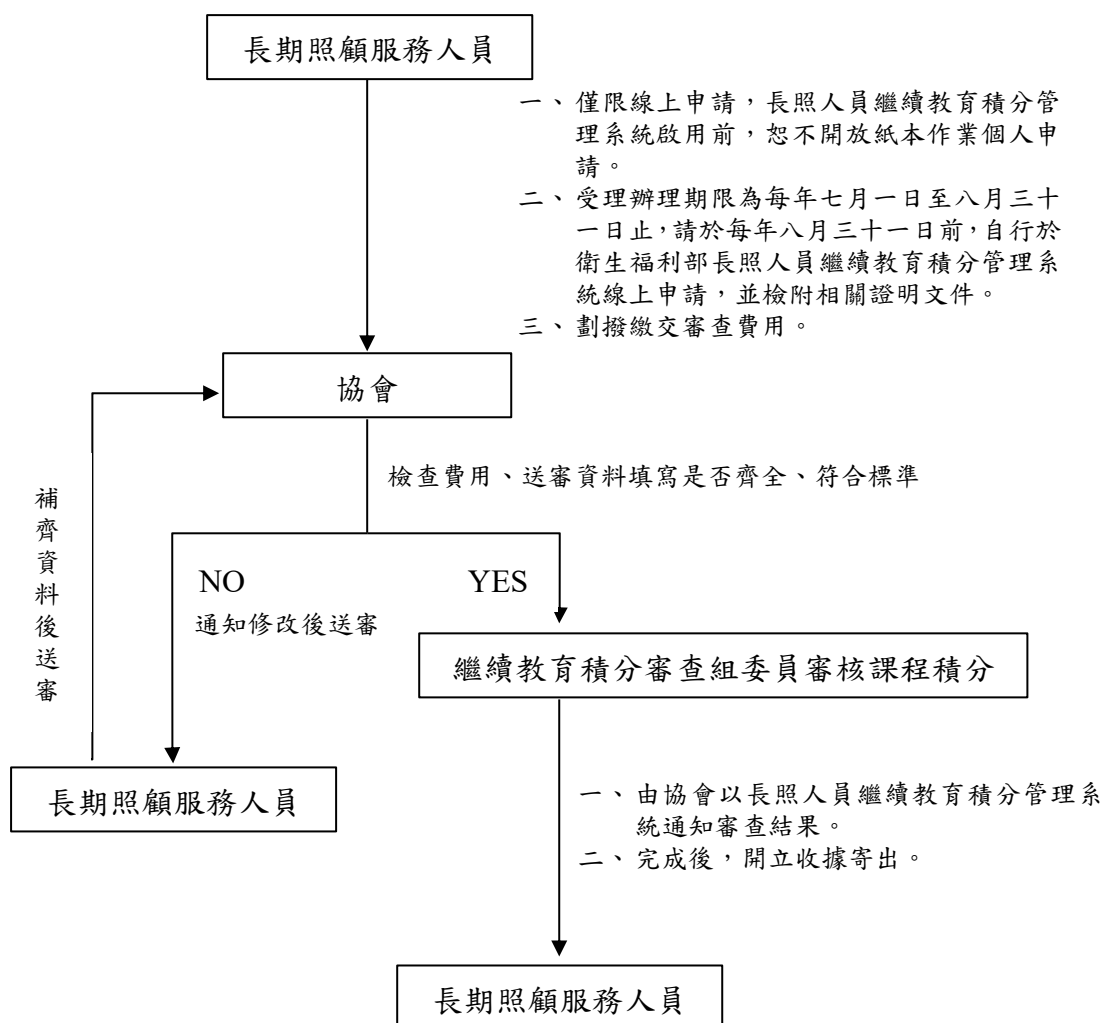 長期照顧服務人員
一、僅限線上申請，長照人員繼續教育積分管
理系統啟用前，恕不開放紙本作業個人申
請。
二、受理辦理期限為每年七月一日至八月三十
一日止，請於每年八月三十一日前，自行於
衛生福利部長照人員繼續教育積分管理系
統線上申請，並檢附相關證明文件。
三、劃撥繳交審查費用。
協會
檢查費用、送審資料填寫是否齊全、符合標準
補齊資料後送審
NO
YES
通知修改後送審
繼續教育積分審查組委員審核課程積分
長期照顧服務人員
一、由協會以長照人員繼續教育積分管理系
統通知審查結果。
二、完成後，開立收據寄出。
長期照顧服務人員